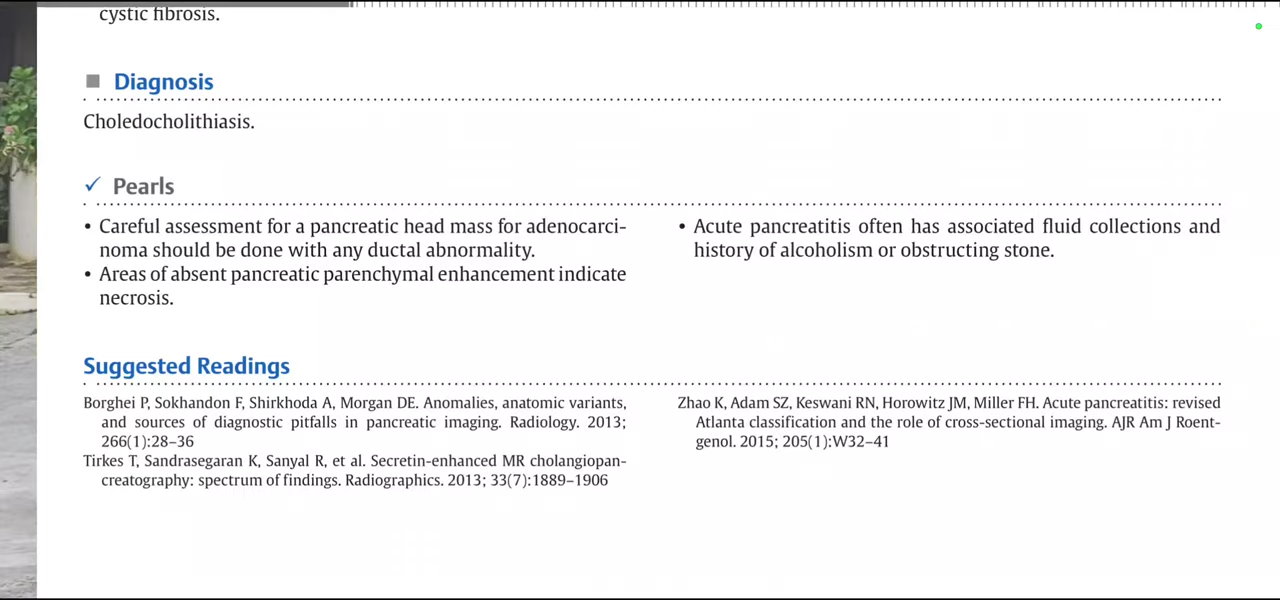 cystic fibrosis.
Diagnosis
Choledocholithiasis.
Pearls
• Careful assessment for a pancreatic head mass for adenocarci-
noma should be done with any ductal abnormality.
• Areas of absent pancreatic parenchymal enhancement indicate
necrosis.
• Acute pancreatitis often has associated fluid collections and
history of alcoholism or obstructing stone.
Suggested Readings
Borghei P, Sokhandon F, Shirkhoda A, Morgan DE. Anomalies, anatomic variants,
and sources of diagnostic pitfalls in pancreatic imaging. Radiology. 2013;
266(1):28–36
Tirkes T, Sandrasegaran K, Sanyal R, et al. Secretin-enhanced MR cholangiopan-
creatography: spectrum of findings. Radiographics. 2013; 33(7):1889–1906
Zhao K, Adam SZ, Keswani RN, Horowitz JM, Miller FH. Acute pancreatitis: revised
Atlanta classification and the role of cross-sectional imaging. AJR Am J Roent-
genol. 2015; 205(1):W32–41